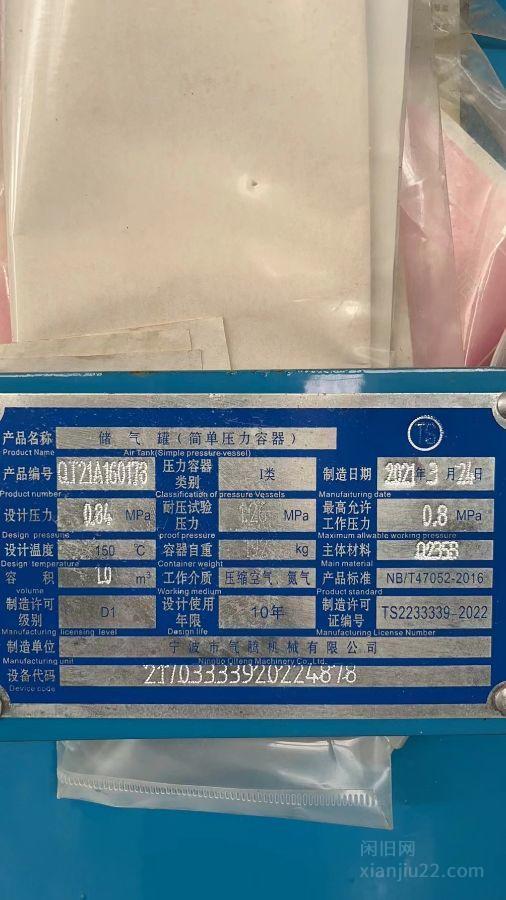 TS
产品名称 储气罐(简单压力容器)
Product Name Air Tank(Simple pressure vessel)
产品编号 QT21A160173 压力容器类别 I类 制造日期 2021年3月24日
Product number Classification of pressure Vessels Manufaturing date
设计压力 0.84 MPa 耐压试验压力 MPa 最高允许工作压力 0.8 MPa
Design pressure proof pressure Maximum allwable working pressure
设计温度 150 ℃ 容器自重 kg 主体材料 Q235B
Design temperature Container weight Main material
容积 1.0 m³ 工作介质 压缩空气、氮气 产品标准 NB/T47052-2016
volume Working medium Product standard
制造许可级别 D1 设计使用年限 10年 制造许可证编号 TS2233339-2022
Manufacturing licensing level Design life Manufacturing License Number
制造单位 宁波市气腾机械有限公司
Manufacturing unit Ningbo Qifeng Machinery Co.,Ltd.
设备代码 217033339202224878
Device code
闲旧网
xianjiu22.com